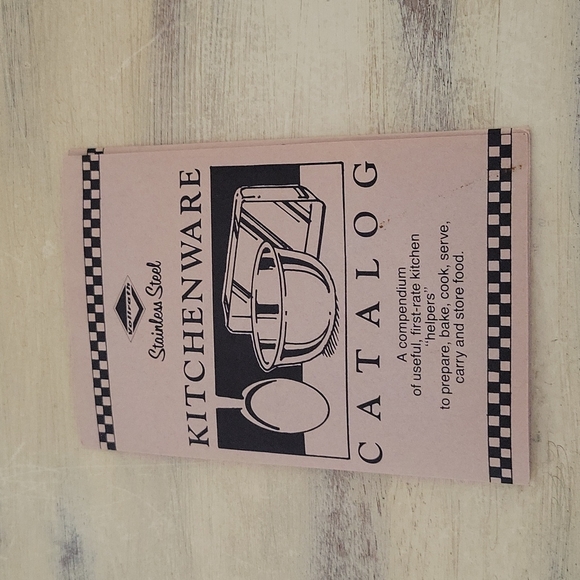 Vollrath
Stainless Steel
KITCHENWARE
CATALOG
A compendium
of useful, first-rate kitchen
"helpers"
to prepare, bake, cook, serve,
carry and store food.